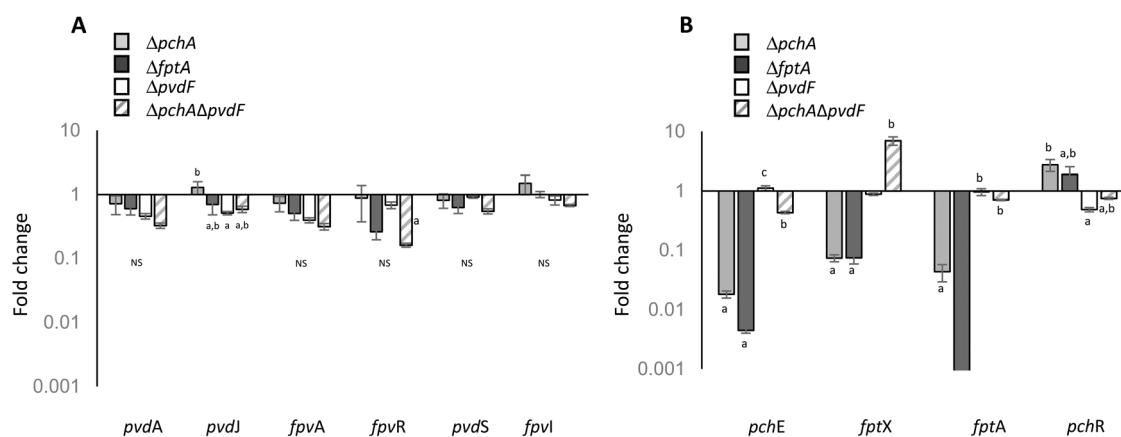 A
ΔpchA
ΔfptA
ΔpvdF
ΔpchAΔpvdF
Fold change
10
1
0.1
0.01
0.001
b
a,b a a,b
a
NS NS NS NS NS
pvdA pvdJ fpvA fpvR pvdS fpvI
B
ΔpchA
ΔfptA
ΔpvdF
ΔpchAΔpvdF
Fold change
10
1
0.1
0.01
0.001
b
b a,b
c b
b b a a,b
a a a
a
a
pchE fptX fptA pchR